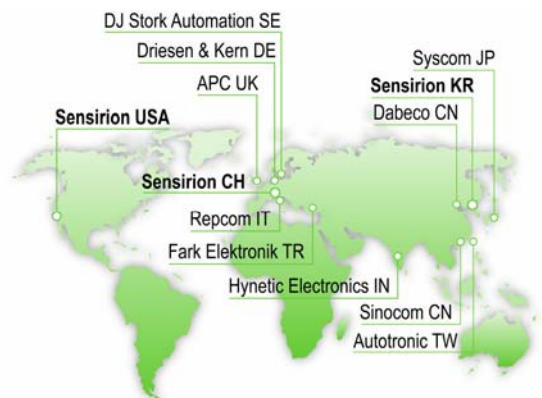 DJ Stork Automation SE
Driesen & Kern DE
Syscom JP
APC UK
Sensirion KR
Dabeco CN
Sensirion USA
Sensirion CH
Repcom IT
Fark Elektronik TR
Hynetic Electronics IN
Sinocom CN
Autotronic TW